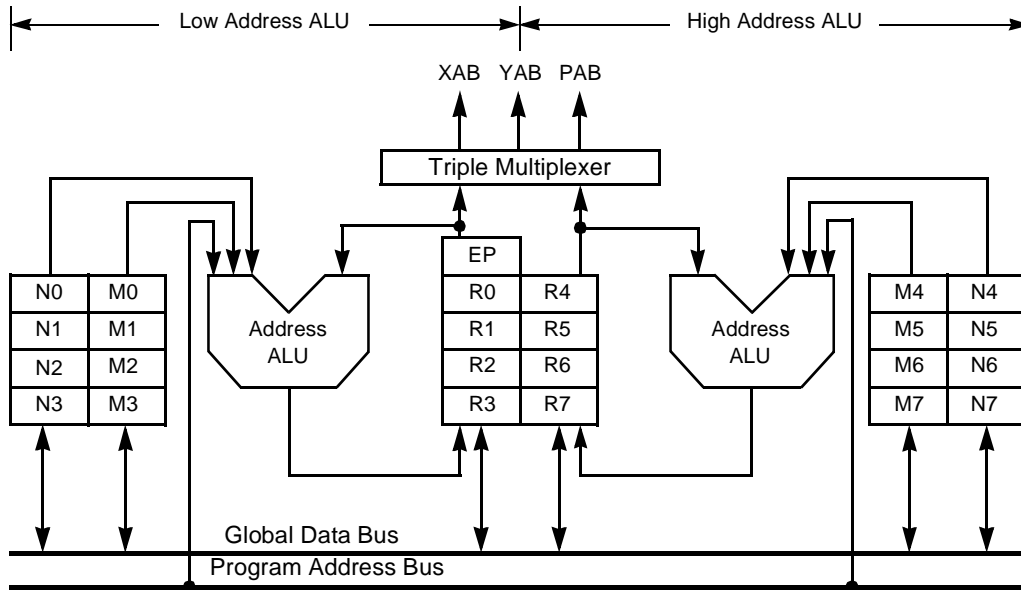 Low Address ALU High Address ALU
XAB YAB PAB
Triple Multiplexer
EP
N0 M0 R0 R4 M4 N4
N1 M1 Address ALU R1 R5 Address ALU M5 N5
N2 M2 R2 R6 M6 N6
N3 M3 R3 R7 M7 N7
Global Data Bus
Program Address Bus